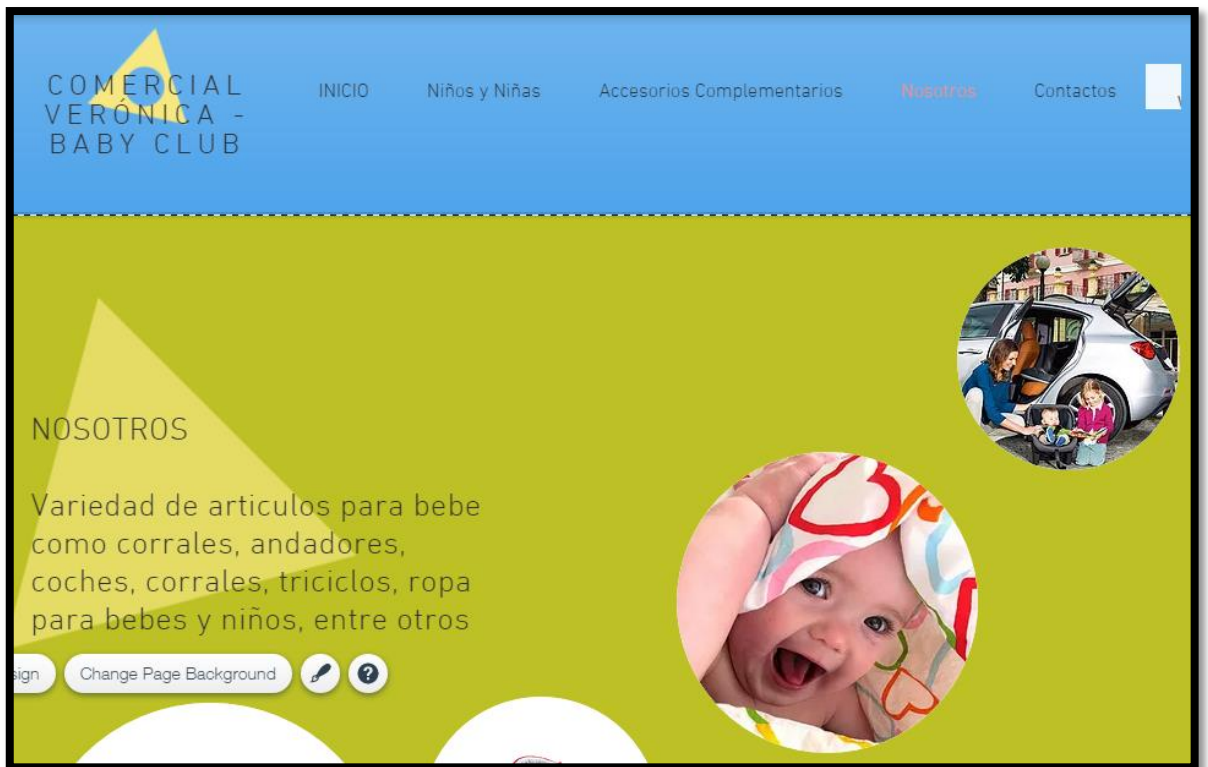 COMERCIAL
VERÓNICA -
BABY CLUB
INICIO
Niños y Niñas
Accesorios Complementarios
Nosotros
Contactos
NOSOTROS
Variedad de articulos para bebe
como corrales, andadores,
coches, corrales, triciclos, ropa
para bebes y niños, entre otros
sign
Change Page Background
?